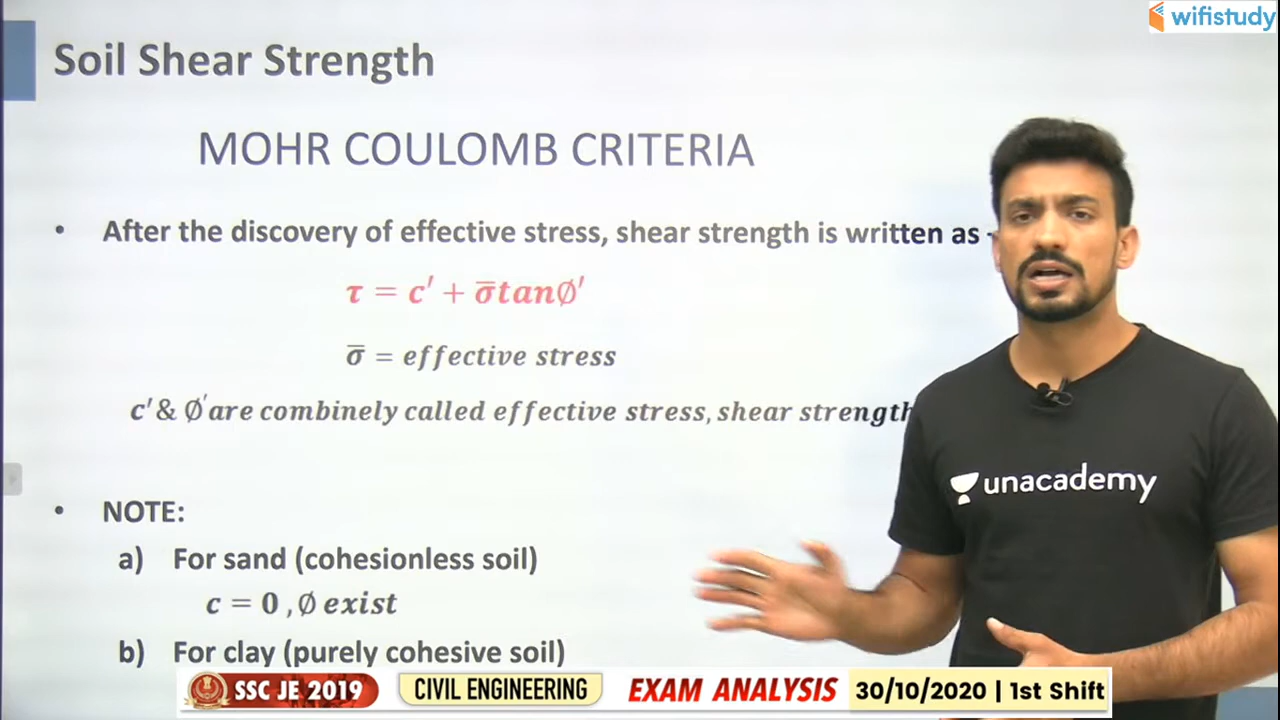 wifistudy
Soil Shear Strength
MOHR COULOMB CRITERIA
• After the discovery of effective stress, shear strength is written as -
τ = c′ + σ̅tan∅′
σ̅ = effective stress
c′& ∅′are combinely called effective stress, shear strength
• NOTE:
a) For sand (cohesionless soil)
c = 0 ,∅ exist
b) For clay (purely cohesive soil)
unacademy
SSC JE 2019 CIVIL ENGINEERING EXAM ANALYSIS 30/10/2020 | 1st Shift